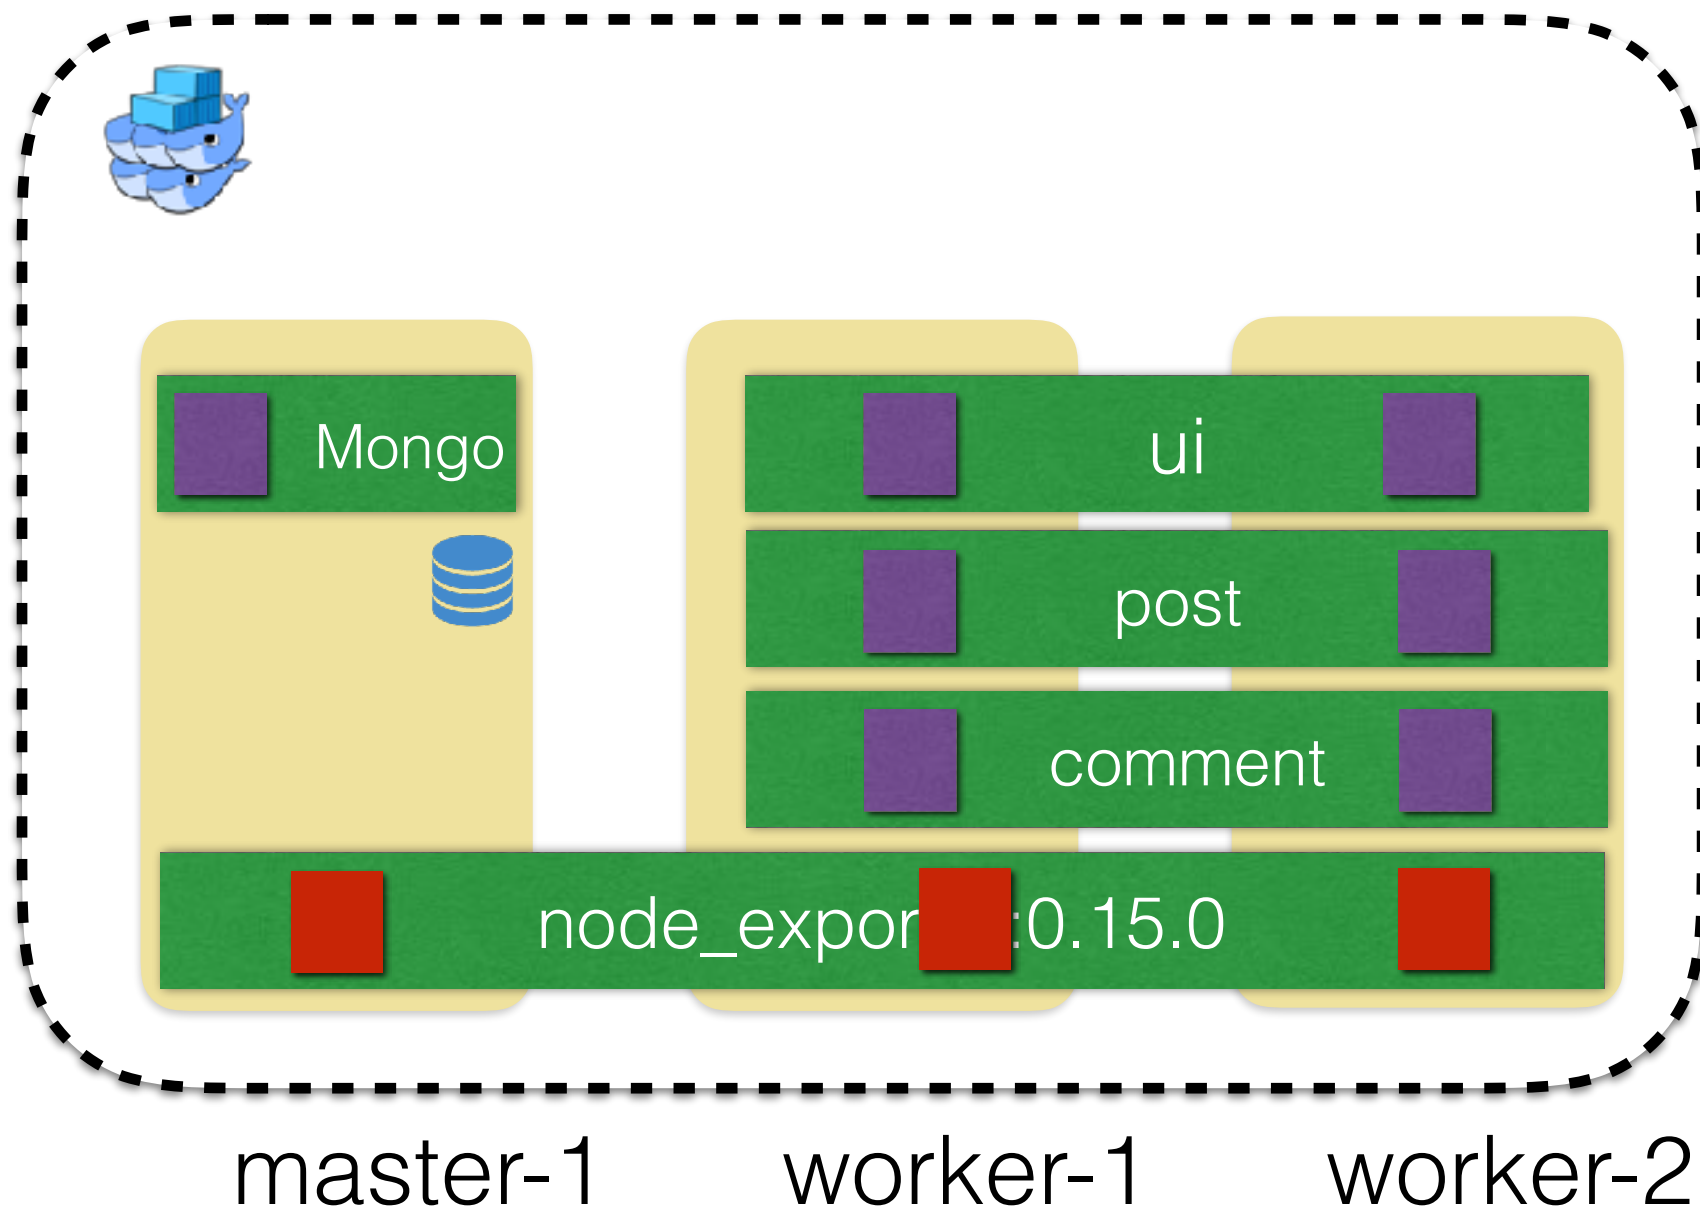 Mongo
ui
post
comment
node_expor :0.15.0
master-1
worker-1
worker-2